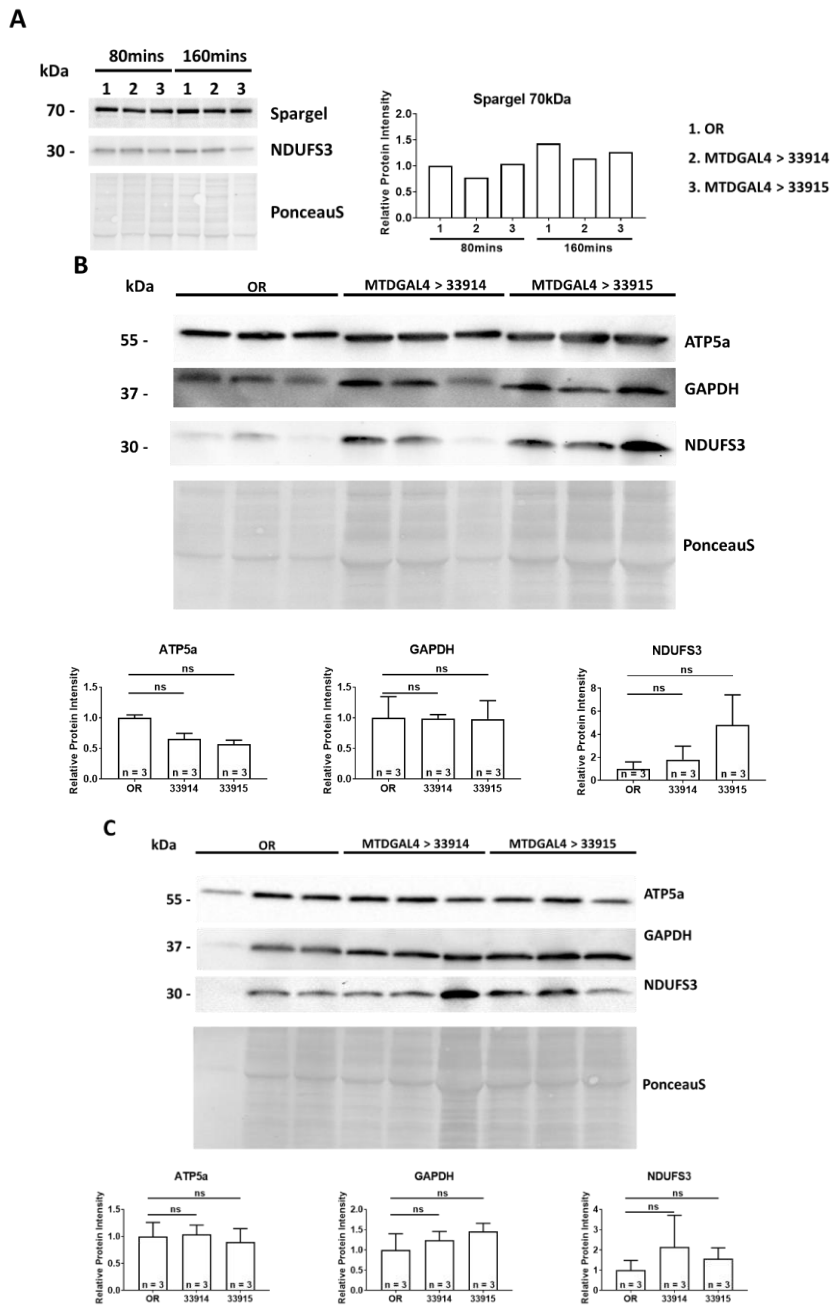 A
80mins 160mins
kDa
1 2 3 1 2 3
70 - Spargel
30 - NDUFS3
PonceauS
Spargel 70kDa
Relative Protein Intensity
2.0
1.5
1.0
0.5
0.0
1 2 3 1 2 3
80mins 160mins
1. OR
2. MTDGAL4 > 33914
3. MTDGAL4 > 33915
B
kDa OR MTDGAL4 > 33914 MTDGAL4 > 33915
55 - ATP5a
37 - GAPDH
30 - NDUFS3
PonceauS
ATP5a
Relative Protein Intensity
1.5
1.0
0.5
0.0
ns
ns
n = 3 n = 3 n = 3
OR 33914 33915
GAPDH
Relative Protein Intensity
1.5
1.0
0.5
0.0
ns
ns
n = 3 n = 3 n = 3
OR 33914 33915
NDUFS3
Relative Protein Intensity
8
6
4
2
0
ns
ns
n = 3 n = 3 n = 3
OR 33914 33915
C
kDa OR MTDGAL4 > 33914 MTDGAL4 > 33915
55 - ATP5a
37 - GAPDH
30 - NDUFS3
PonceauS
ATP5a
Relative Protein Intensity
1.5
1.0
0.5
0.0
ns
ns
n = 3 n = 3 n = 3
OR 33914 33915
GAPDH
Relative Protein Intensity
2.0
1.5
1.0
0.5
0.0
ns
ns
n = 3 n = 3 n = 3
OR 33914 33915
NDUFS3
Relative Protein Intensity
4
3
2
1
0
ns
ns
n = 3 n = 3 n = 3
OR 33914 33915